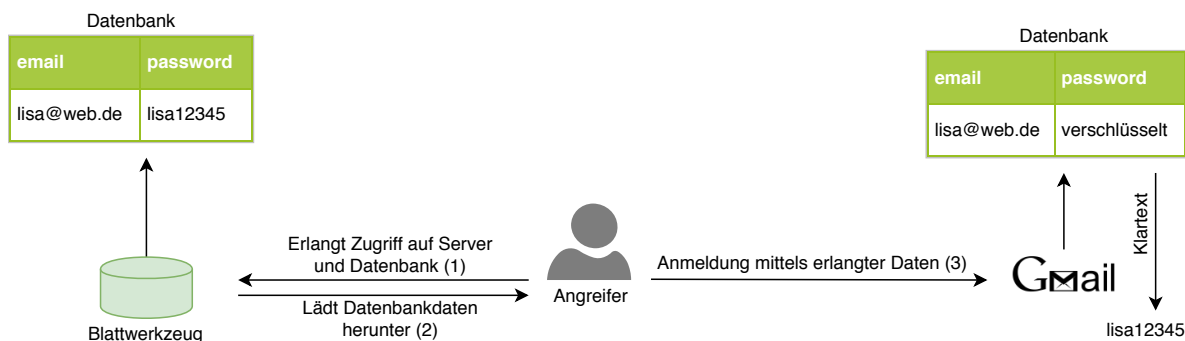 Datenbank
email password
lisa@web.de lisa12345
Blattwerkzeug
Erlangt Zugriff auf Server
und Datenbank (1)
Lädt Datenbankdaten
herunter (2)
Angreifer
Anmeldung mittels erlangter Daten (3)
Datenbank
email password
lisa@web.de verschlüsselt
Gmail
Klartext
lisa12345